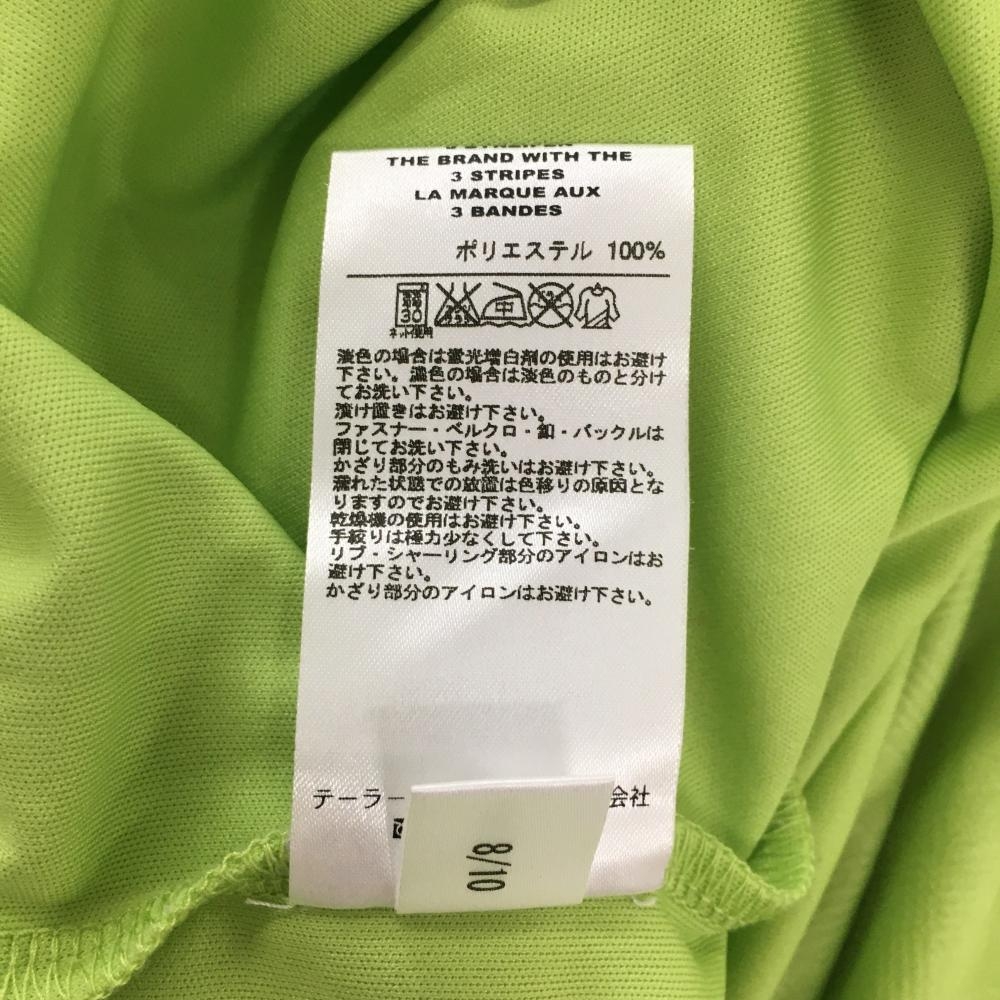 THE BRAND WITH THE
3 STRIPES
LA MARQUE AUX
3 BANDES
ポリエステル 100%
30 中
ネット使用
淡色の場合は蛍光増白剤の使用はお避け
下さい。濃色の場合は淡色のものと分け
てお洗い下さい。
漬け置きはお避け下さい。
ファスナー・ベルクロ・釦・バックルは
閉じてお洗い下さい。
かざり部分のもみ洗いはお避け下さい。
濡れた状態での放置は色移りの原因とな
りますのでお避け下さい。
乾燥機の使用はお避け下さい。
手絞りは極力少なくして下さい。
リブ・シャーリング部分のアイロンはお
避け下さい。
かざり部分のアイロンはお避け下さい。
テーラー 会社
8/10